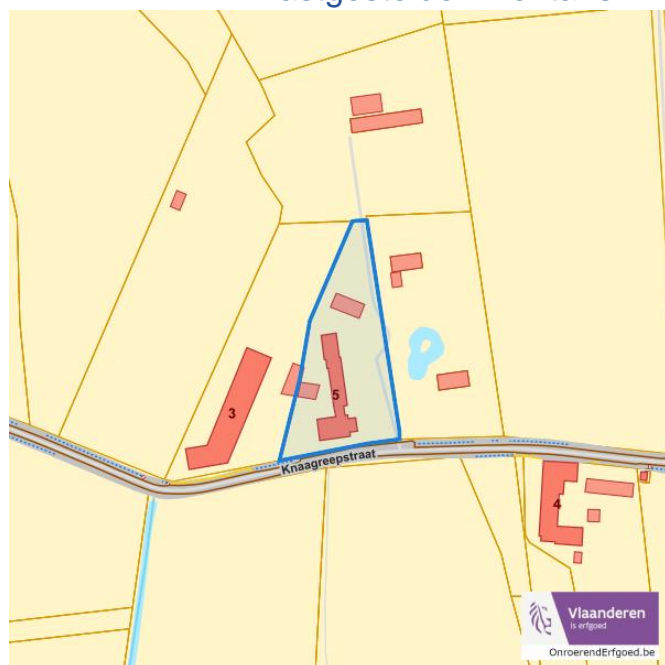 3
5
Knaagreepstraat
4
Vlaanderen
is erfgoed
OnroerendErfgoed.be